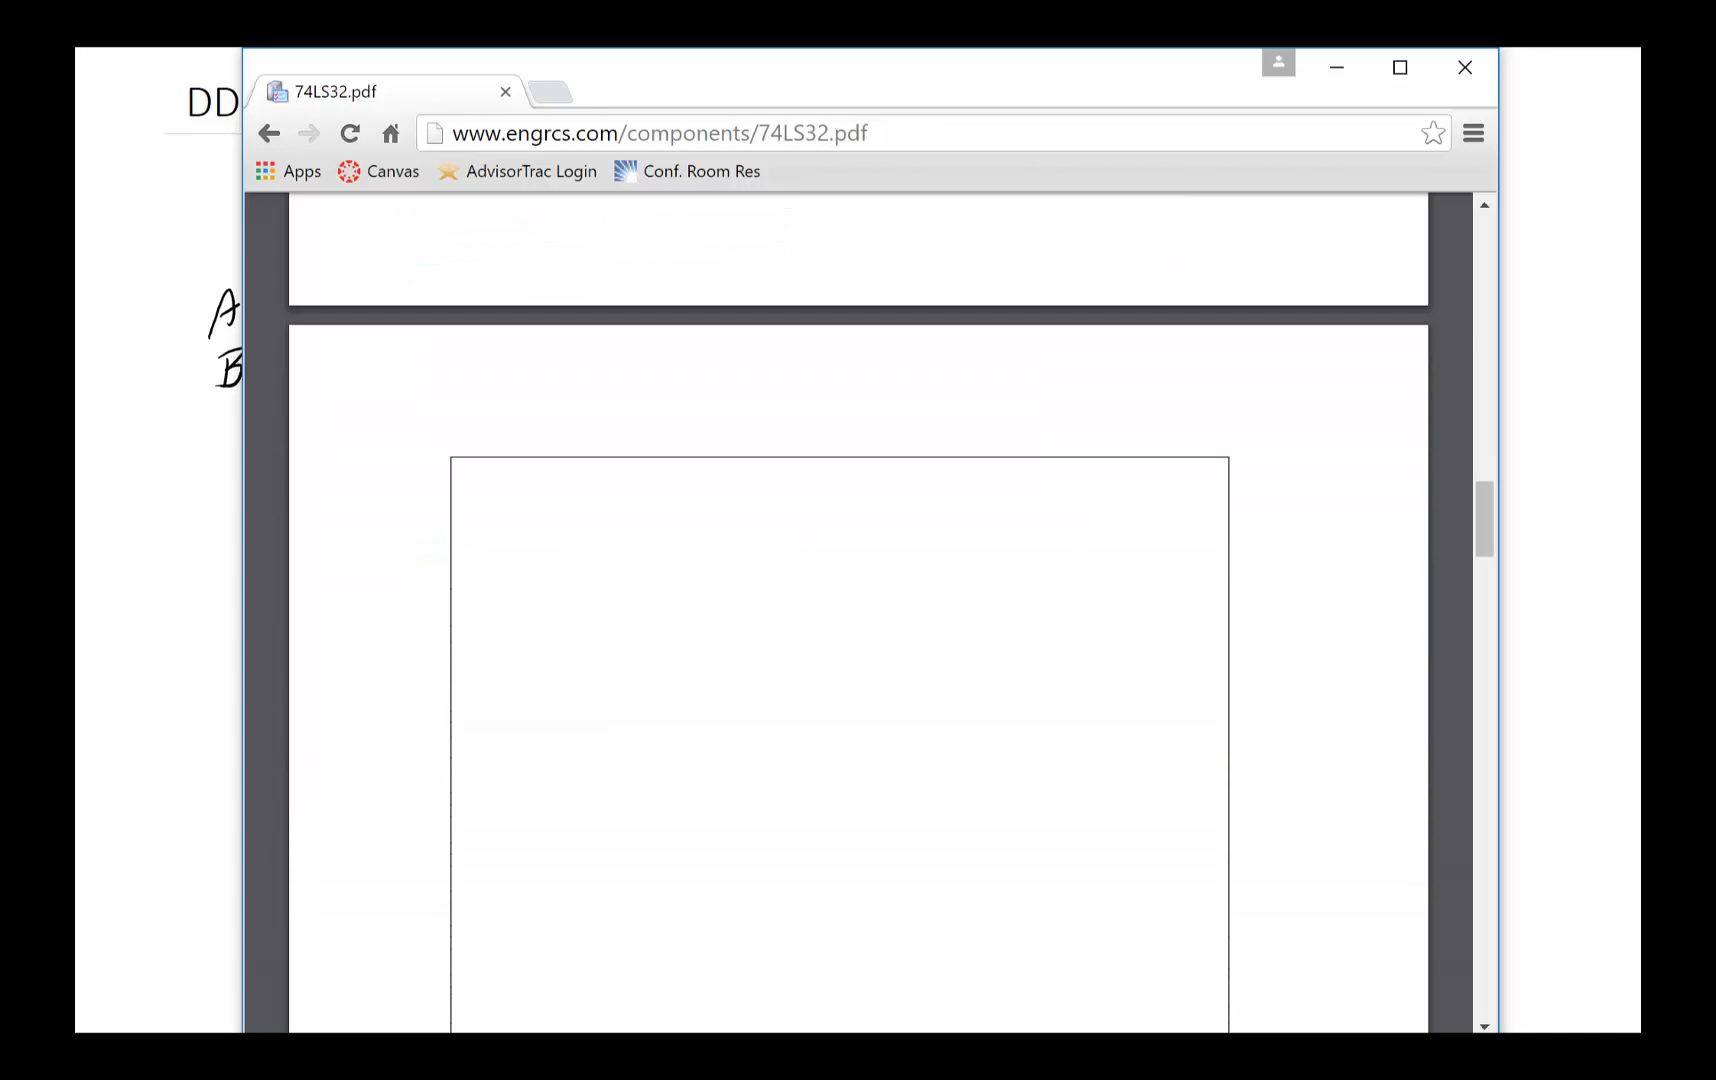 74LS32.pdf
DD
www.engrcs.com/components/74LS32.pdf
Apps Canvas AdvisorTrac Login Conf. Room Res
A
B